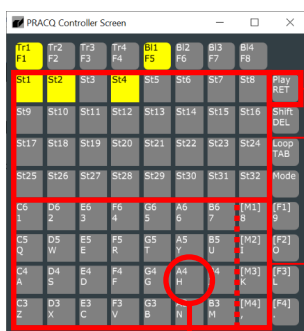 PRACQ Controller Screen
Tr1 Tr2 Tr3 Tr4 Bl1 Bl2 Bl3 Bl4
F1 F2 F3 F4 F5 F6 F7 F8
St1 St2 St3 St4 St5 St6 St7 St8 Play
RET
St9 St10 St11 St12 St13 St14 St15 St16 Shift
DEL
St17 St18 St19 St20 St21 St22 St23 St24 Loop
TAB
St25 St26 St27 St28 St29 St30 St31 St32 Mode
C6 D6 E6 F6 G6 A6 B6 [M1] [F1]
1 2 3 4 5 6 7 8 9
C5 D5 E5 F5 G5 A5 B5 [M2] [F2]
Q W E R T Y U I O
C4 D4 E4 F4 G4 A4 [M3] [F3]
A S D F G H K L
C3 D3 E3 F3 G3 B3 [M4] [F4]
Z X C V B N M , .